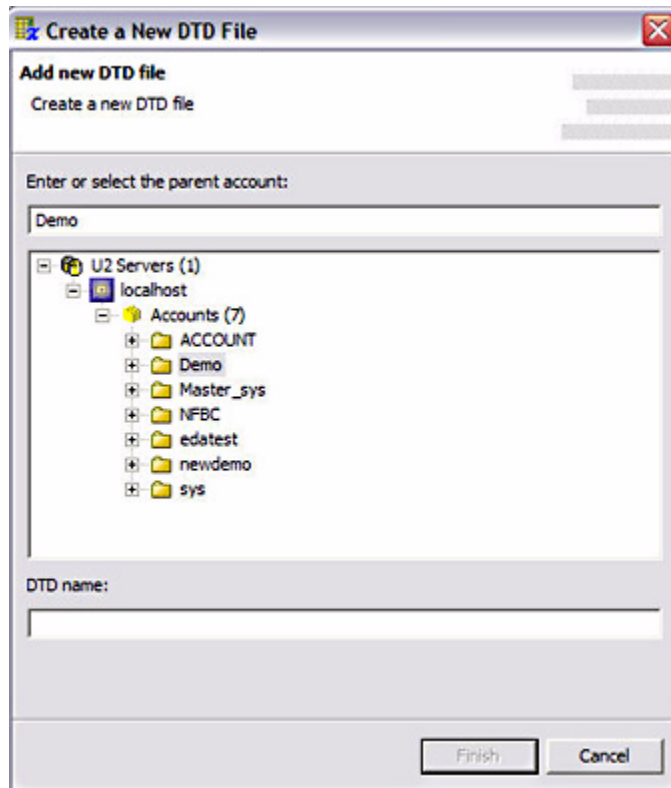 Create a New DTD File
Add new DTD file
Create a new DTD file
Enter or select the parent account:
Demo
U2 Servers (1)
localhost
Accounts (7)
ACCOUNT
Demo
Master_sys
NFBC
edatest
newdemo
sys
DTD name:
Finish Cancel